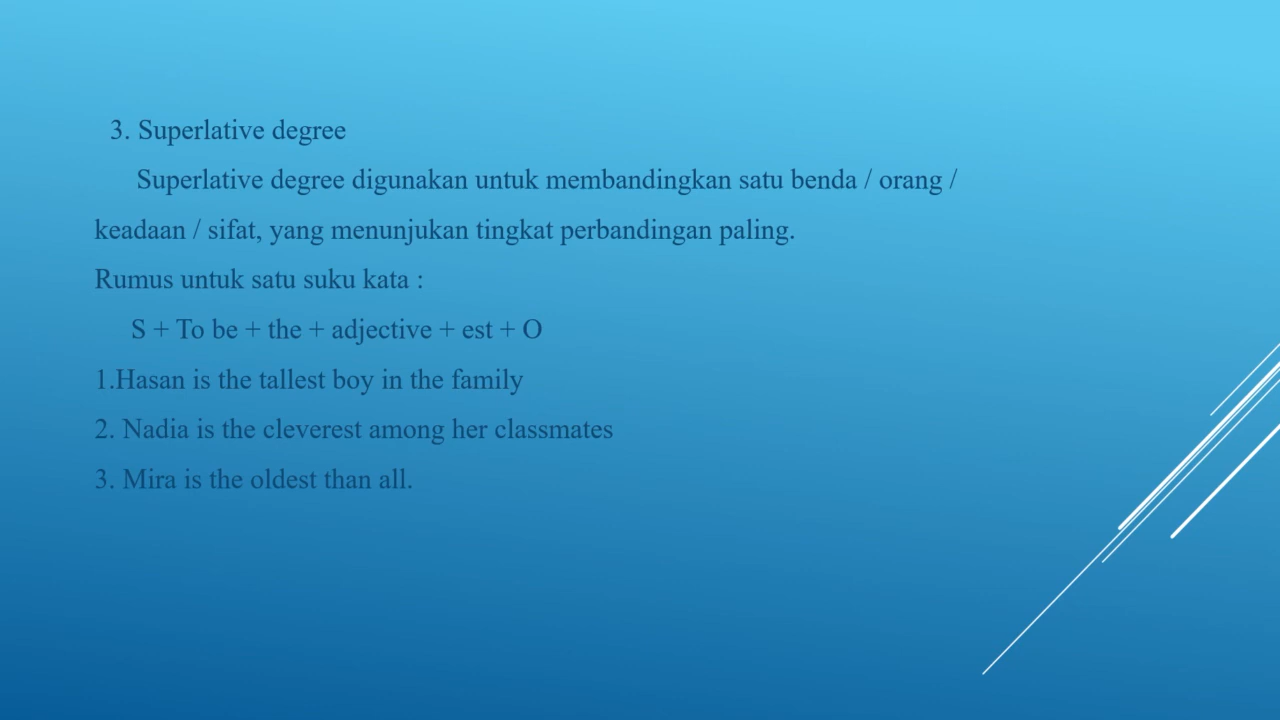 3. Superlative degree
Superlative degree digunakan untuk membandingkan satu benda / orang /
keadaan / sifat, yang menunjukan tingkat perbandingan paling.
Rumus untuk satu suku kata :
S + To be + the + adjective + est + O
1.Hasan is the tallest boy in the family
2. Nadia is the cleverest among her classmates
3. Mira is the oldest than all.